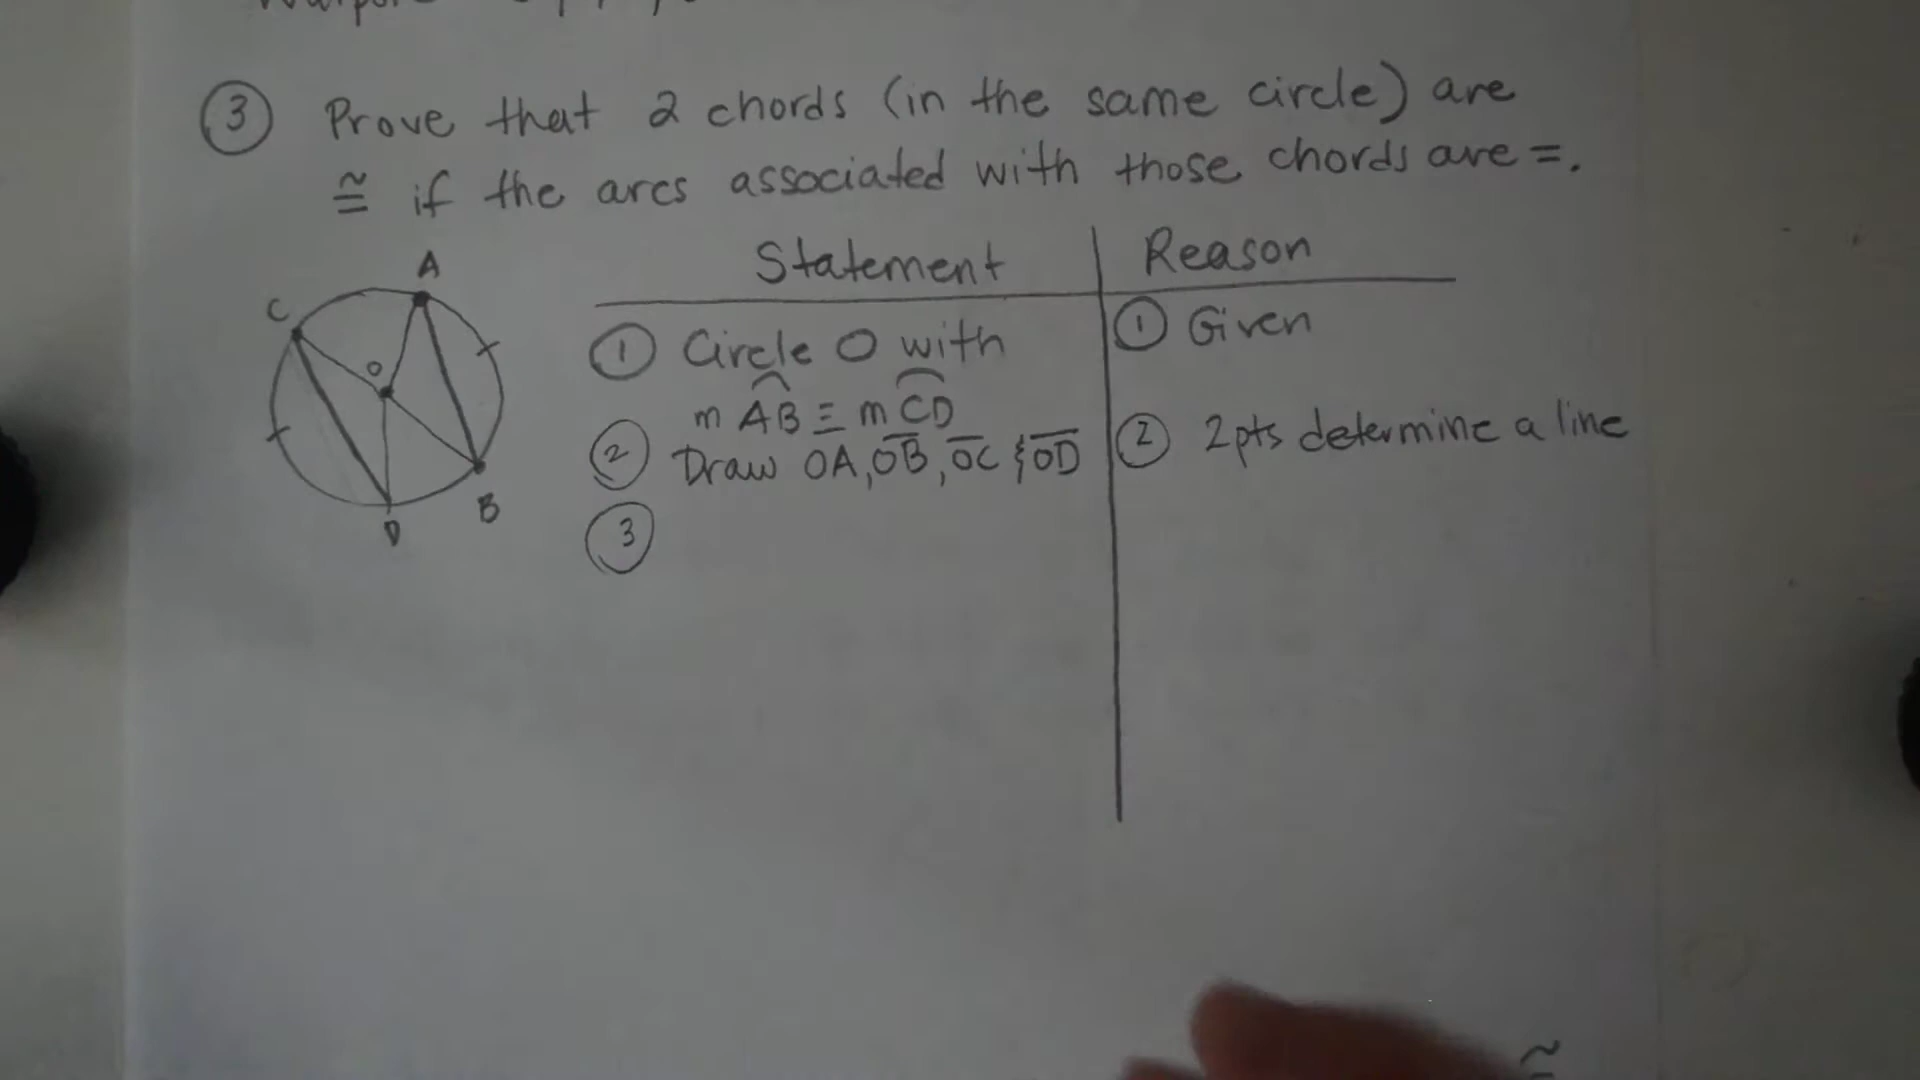 ③ Prove that 2 chords (in the same circle) are
≅ if the arcs associated with those chords are =.
Statement Reason
① Circle O with ① Given
m AB = m CD
② Draw OA, OB, OC & OD ② 2pts determine a line
③
A
C
O
D
B
≅